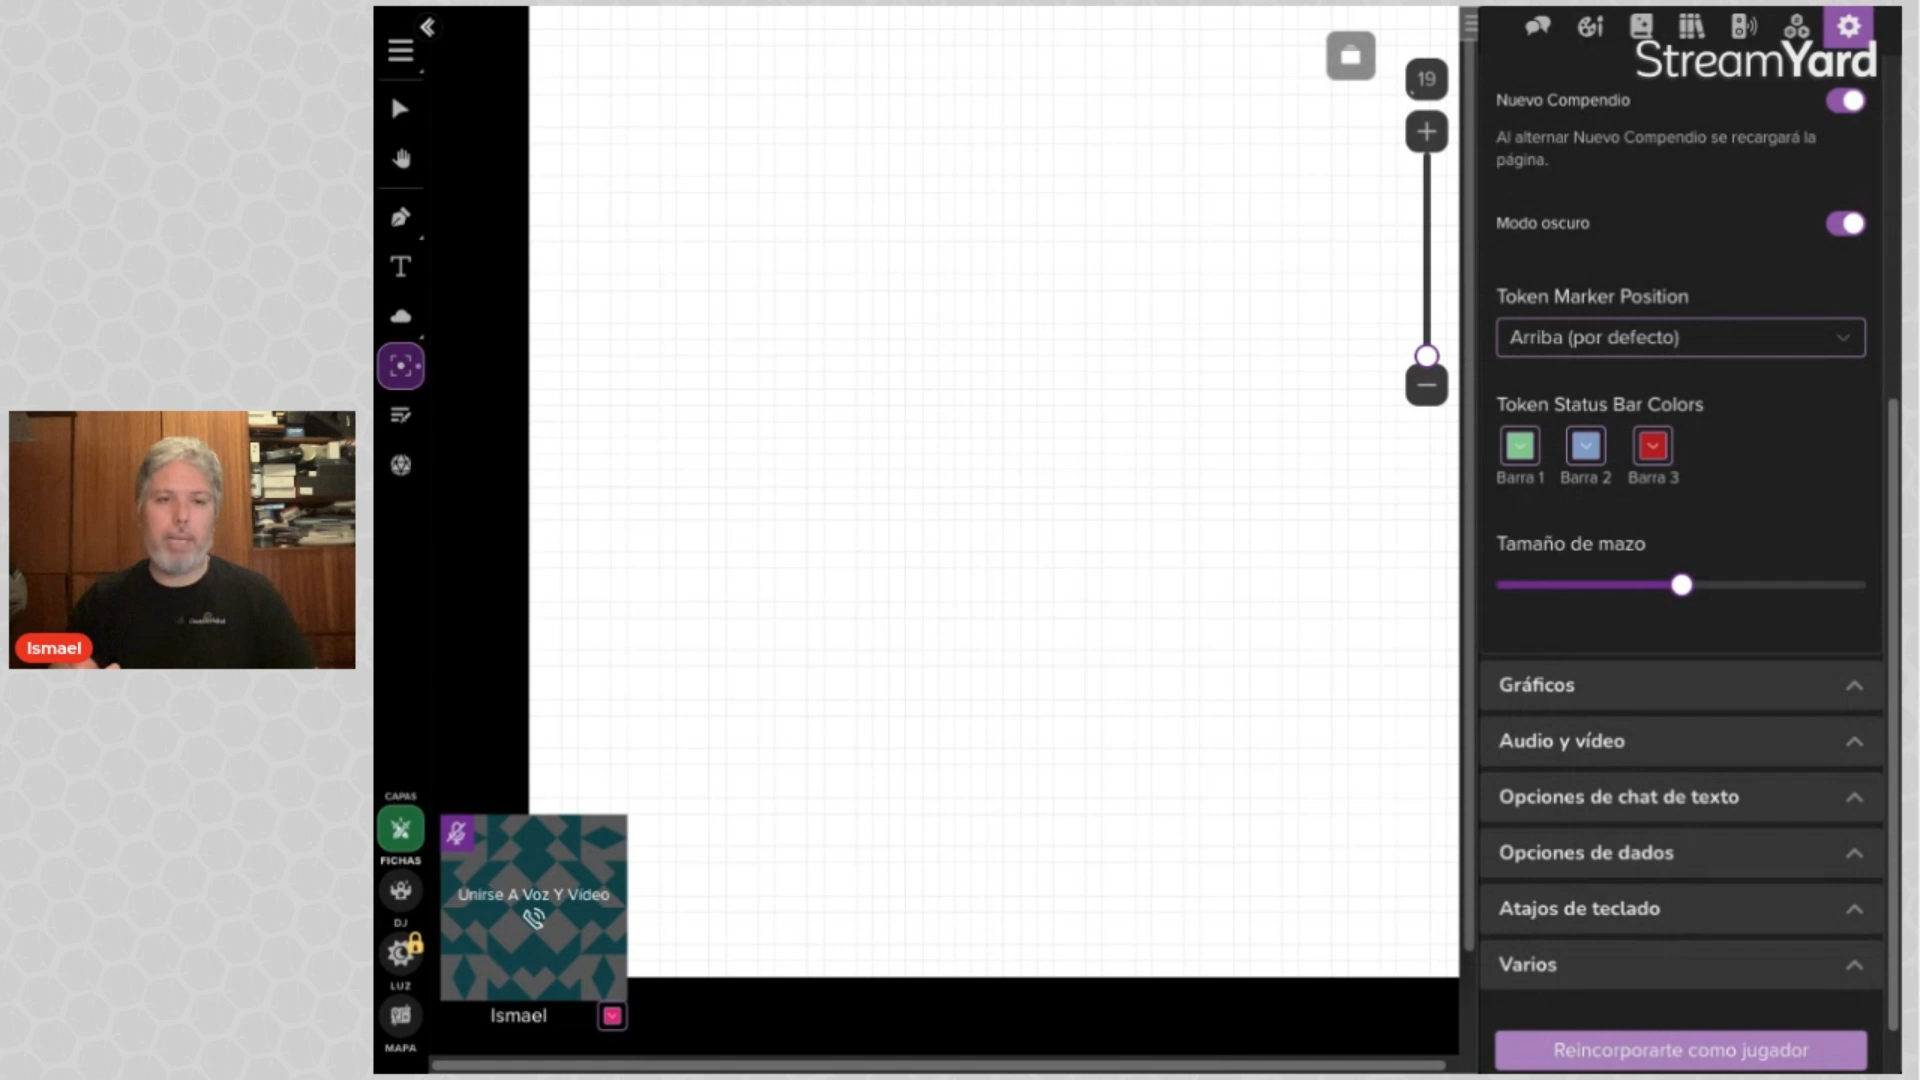 StreamYard
19
Nuevo Compendio
Al alternar Nuevo Compendio se recargará la
página.
Modo oscuro
Token Marker Position
Arriba (por defecto)
Token Status Bar Colors
Barra 1
Barra 2
Barra 3
Tamaño de mazo
Gráficos
Audio y vídeo
Opciones de chat de texto
Opciones de dados
Atajos de teclado
Varios
Reincorporarte como jugador
Ismael
CAPAS
FICHAS
DJ
LUZ
MAPA
Unirse A Voz Y Vídeo
Ismael